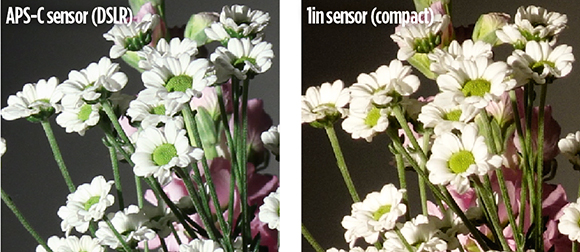 APS-C sensor (DSLR)
1in sensor (compact)